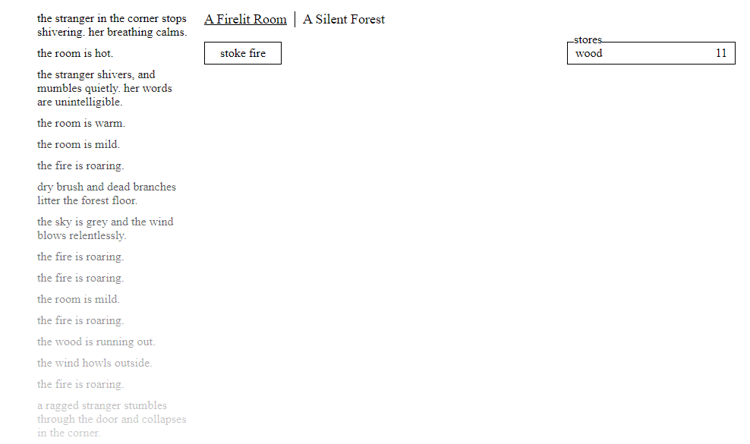 the stranger in the corner stops
shivering. her breathing calms.
the room is hot.
the stranger shivers, and
mumbles quietly. her words
are unintelligible.
the room is warm.
the room is mild.
the fire is roaring.
dry brush and dead branches
litter the forest floor.
the sky is grey and the wind
blows relentlessly.
the fire is roaring.
the fire is roaring.
the room is mild.
the fire is roaring.
the wood is running out.
the wind howls outside.
the fire is roaring.
a ragged stranger stumbles
through the door and collapses
in the corner.
A Firelit Room | A Silent Forest
stoke fire
stores
wood 11